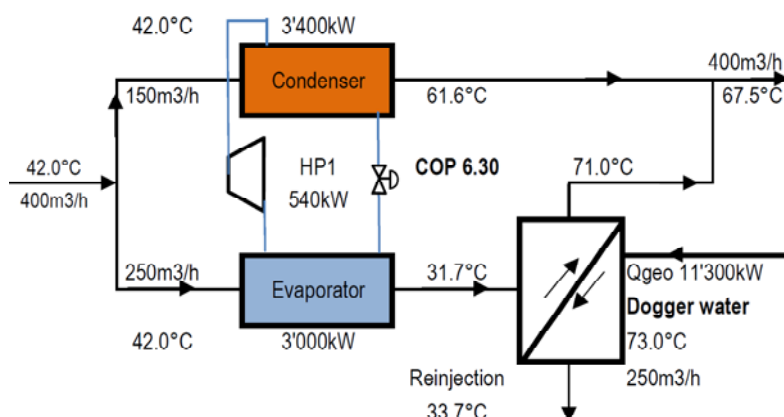 42.0°C 3'400kW
Condenser
400m3/h
150m3/h 61.6°C 67.5°C
42.0°C HP1 COP 6.30 71.0°C
400m3/h 540kW
250m3/h 31.7°C Qgeo 11'300kW
Evaporator Dogger water
42.0°C 3'000kW 73.0°C
Reinjection 250m3/h
33.7°C